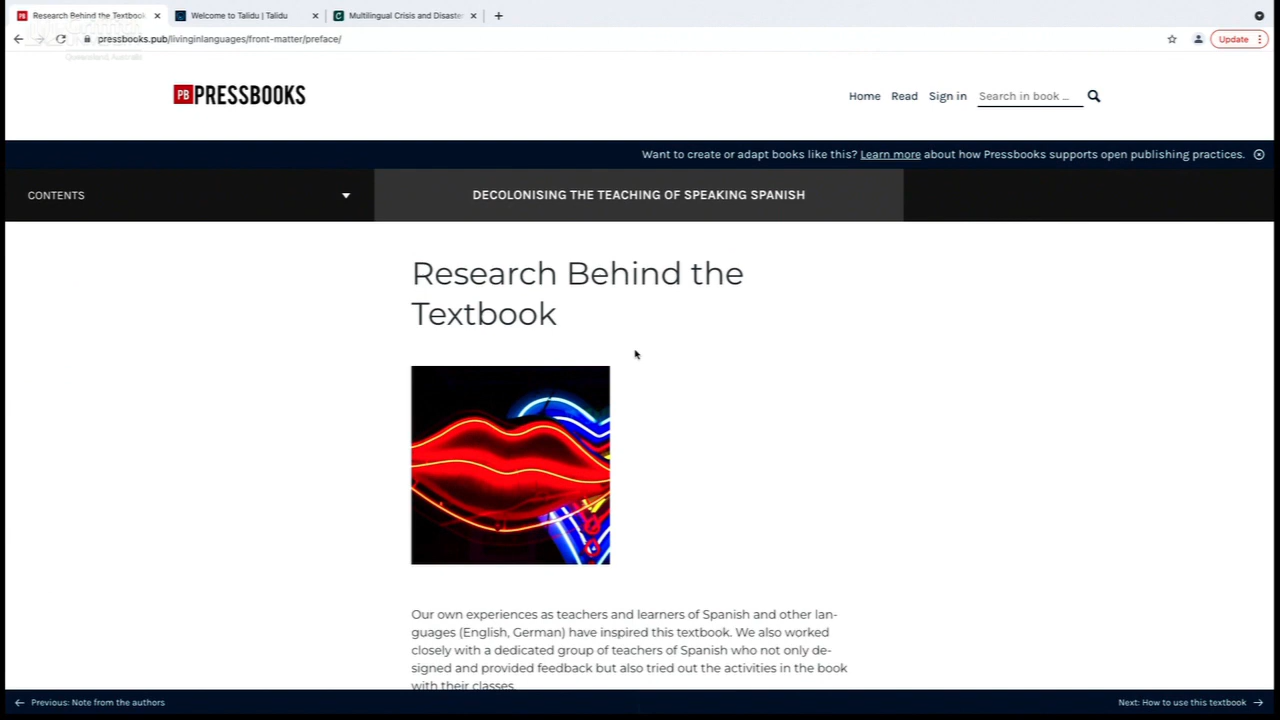 Research Behind the Textbook
Welcome to Talidu | Talidu
Multilingual Crisis and Disaste
pressbooks.pub/livinginlanguages/front-matter/preface/
Update
Queensland, Australia
PB PRESSBOOKS
Home Read Sign in Search in book ...
Want to create or adapt books like this? Learn more about how Pressbooks supports open publishing practices.
CONTENTS
DECOLONISING THE TEACHING OF SPEAKING SPANISH
Research Behind the
Textbook
Our own experiences as teachers and learners of Spanish and other lan-
guages (English, German) have inspired this textbook. We also worked
closely with a dedicated group of teachers of Spanish who not only de-
signed and provided feedback but also tried out the activities in the book
with their classes.
Previous: Note from the authors
Next: How to use this textbook